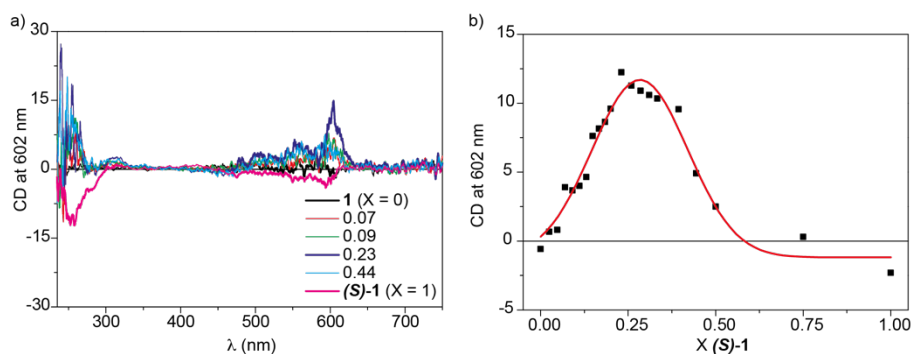 a)
CD at 602 nm
30
15
0
-15
-30
1 (X = 0)
0.07
0.09
0.23
0.44
(S)-1 (X = 1)
300 400 500 600 700
λ (nm)
b)
CD at 602 nm
15
10
5
0
-5
0.00 0.25 0.50 0.75 1.00
X (S)-1